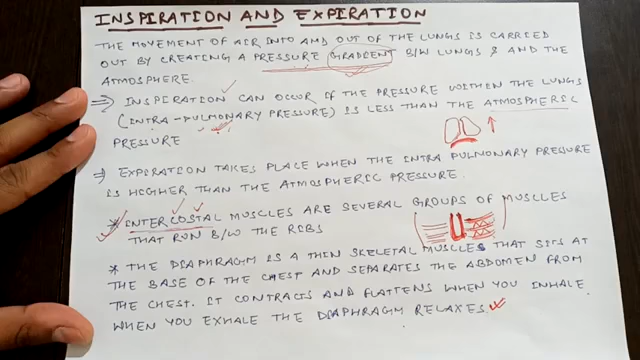 INSPIRATION AND EXPIRATION
THE MOVEMENT OF AIR INTO AND OUT OF THE LUNGS IS CARRIED
OUT BY CREATING A PRESSURE GRADIENT B/W LUNGS & AND THE
ATMOSPHERE.
⇒ INSPIRATION CAN OCCUR IF THE PRESSURE WITHIN THE LUNGS
(INTRA-PULMONARY PRESSURE) IS LESS THAN THE ATMOSPHERIC
PRESSURE
⇒ EXPIRATION TAKES PLACE WHEN THE INTRA PULMONARY PRESSURE
IS HIGHER THAN THE ATMOSPHERIC PRESSURE.
* INTERCOSTAL MUSCLES ARE SEVERAL GROUPS OF MUSCLES
THAT RUN B/W THE RIBS
* THE DIAPHRAGM IS A THIN SKELETAL MUSCLES THAT SITS AT
THE BASE OF THE CHEST AND SEPARATES THE ABDOMEN FROM
THE CHEST. IT CONTRACTS AND FLATTENS WHEN YOU INHALE.
WHEN YOU EXHALE THE DIAPHRAGM RELAXES.